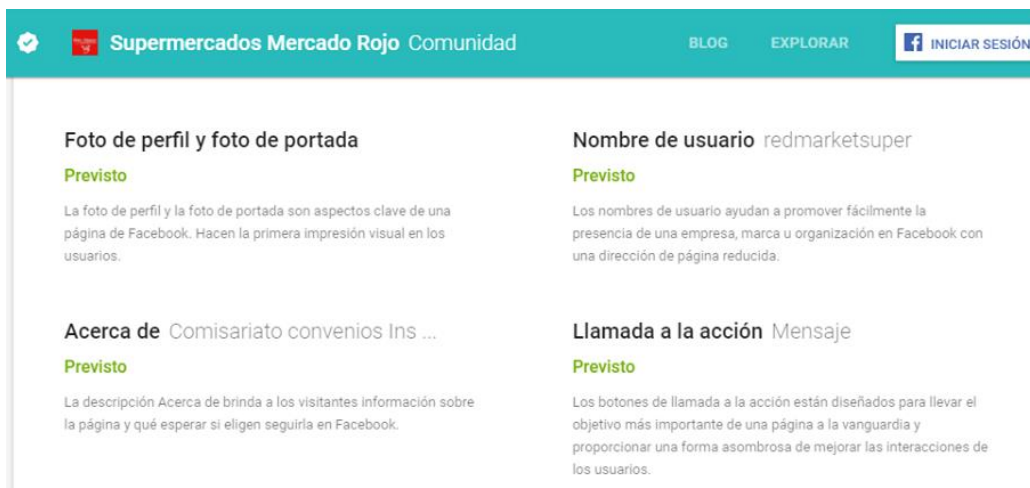 Supermercados Mercado Rojo Comunidad
BLOG
EXPLORAR
INICIAR SESIÓN
Foto de perfil y foto de portada
Previsto
La foto de perfil y la foto de portada son aspectos clave de una
página de Facebook. Hacen la primera impresión visual en los
usuarios.
Nombre de usuario redmarketsuper
Previsto
Los nombres de usuario ayudan a promover fácilmente la
presencia de una empresa, marca u organización en Facebook con
una dirección de página reducida.
Acerca de Comisariato convenios Ins ...
Previsto
La descripción Acerca de brinda a los visitantes información sobre
la página y qué esperar si eligen seguirla en Facebook.
Llamada a la acción Mensaje
Previsto
Los botones de llamada a la acción están diseñados para llevar el
objetivo más importante de una página a la vanguardia y
proporcionar una forma asombrosa de mejorar las interacciones de
los usuarios.